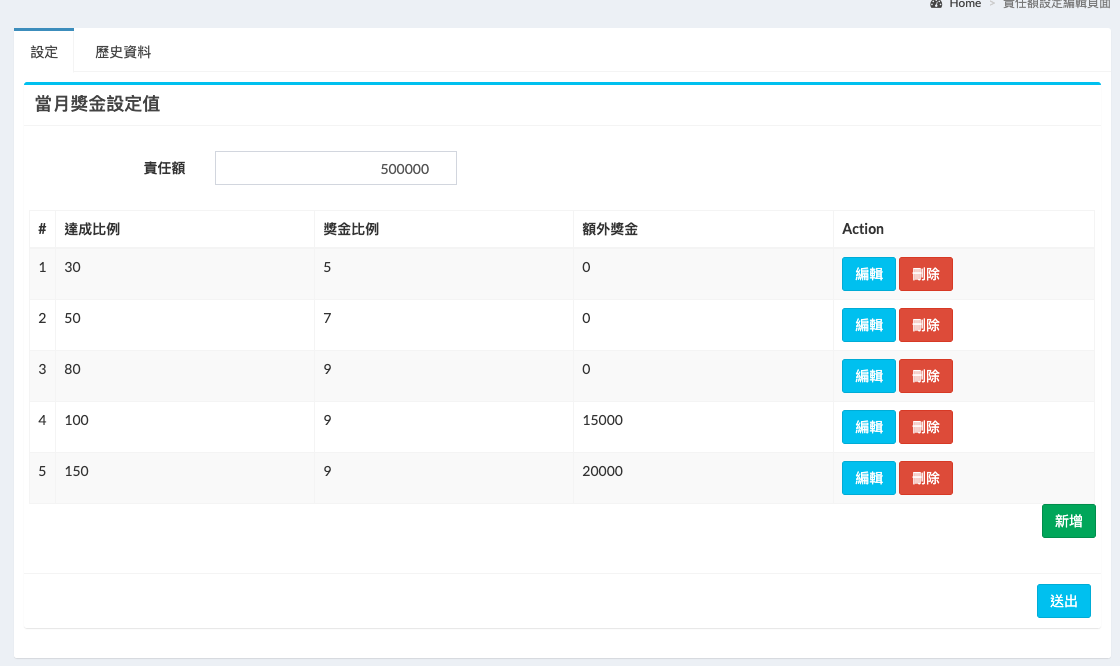 Home > 責任額設定編輯頁面
設定 歷史資料
當月獎金設定值
責任額 500000
# 達成比例 獎金比例 額外獎金 Action
1 30 5 0 編輯 刪除
2 50 7 0 編輯 刪除
3 80 9 0 編輯 刪除
4 100 9 15000 編輯 刪除
5 150 9 20000 編輯 刪除
新增
送出